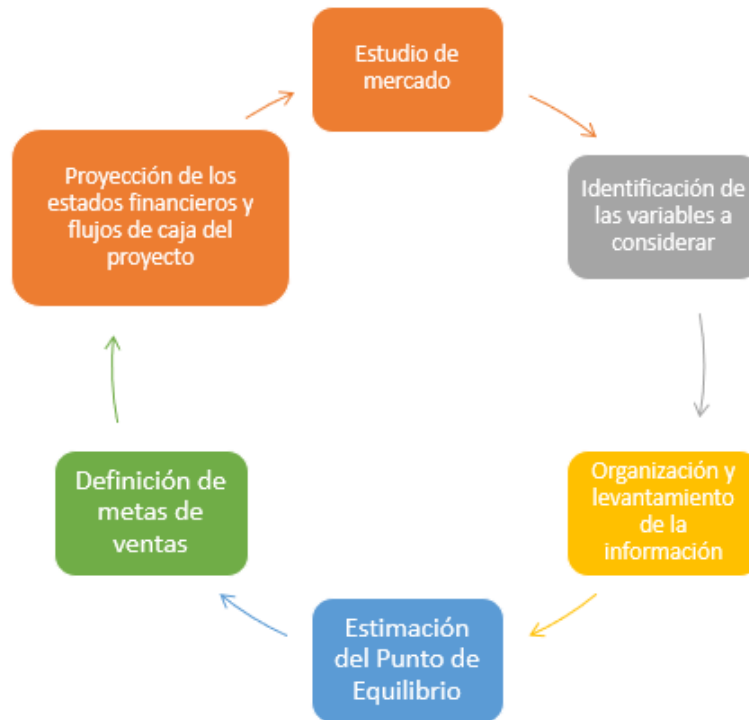 Estudio de
mercado
Identificación de
las variables a
considerar
Organización y
levantamiento
de la
información
Estimación
del Punto de
Equilibrio
Definición de
metas de
ventas
Proyección de los
estados financieros y
flujos de caja del
proyecto